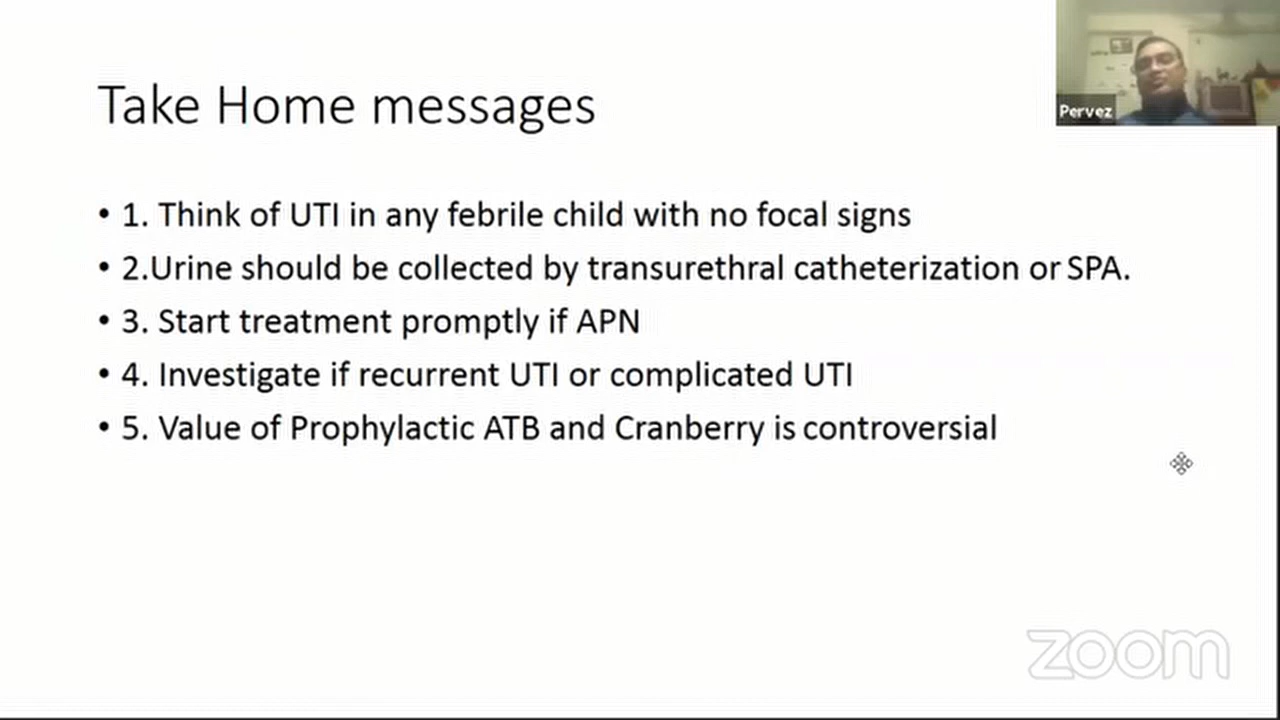 Take Home messages
Pervez
• 1. Think of UTI in any febrile child with no focal signs
• 2.Urine should be collected by transurethral catheterization or SPA.
• 3. Start treatment promptly if APN
• 4. Investigate if recurrent UTI or complicated UTI
• 5. Value of Prophylactic ATB and Cranberry is controversial
zoom